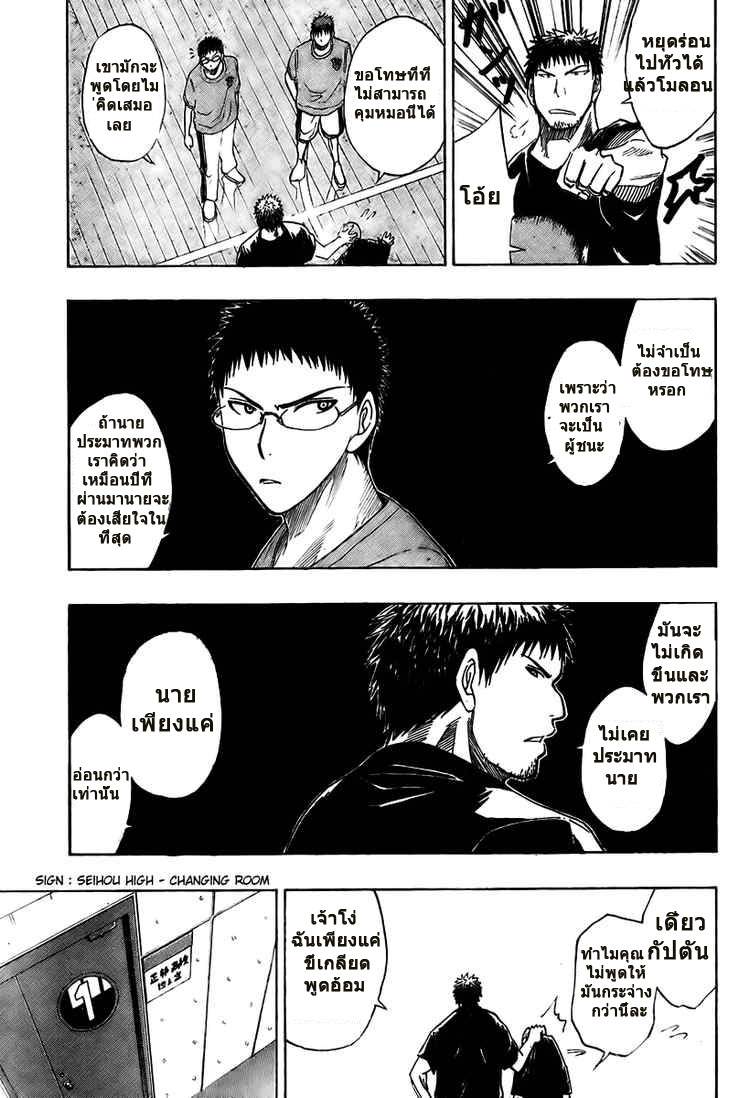 หยุดร่อน
ไปทัวได้
แล้วโมลอน
โอ้ย
ขอโทษทีที
ไม่สามารถ
คุมหมอนีได้
เขามักจะ
พูดโดยไม
่คิดเสมอ
เลย
ไม่จำเป็น
ต้องขอโทษ
หรอก
เพราะว่า
พวกเรา
จะเป็น
ผู้ชนะ
ถ้านาย
ประมาทพวก
เราคิดว่า
เหมือนปีที
ผ่านมานายจะ
ต้องเสียใจใน
ทีสุด
มันจะ
ไม่เกิด
ขึนและ
พวกเรา
ไม่เคย
ประมาท
นาย
นาย
เพียงแค่
อ่อนกว่า
เท่านั้น
SIGN : SEIHOU HIGH - CHANGING ROOM
เดียว
กัปตัน
ทำไมคุณ
ไม่พูดให้
มันกระจ่าง
กว่านีละ
เจ้าโง่
ฉันเพียงแค่
ขีเกลียด
พูดอ้อม